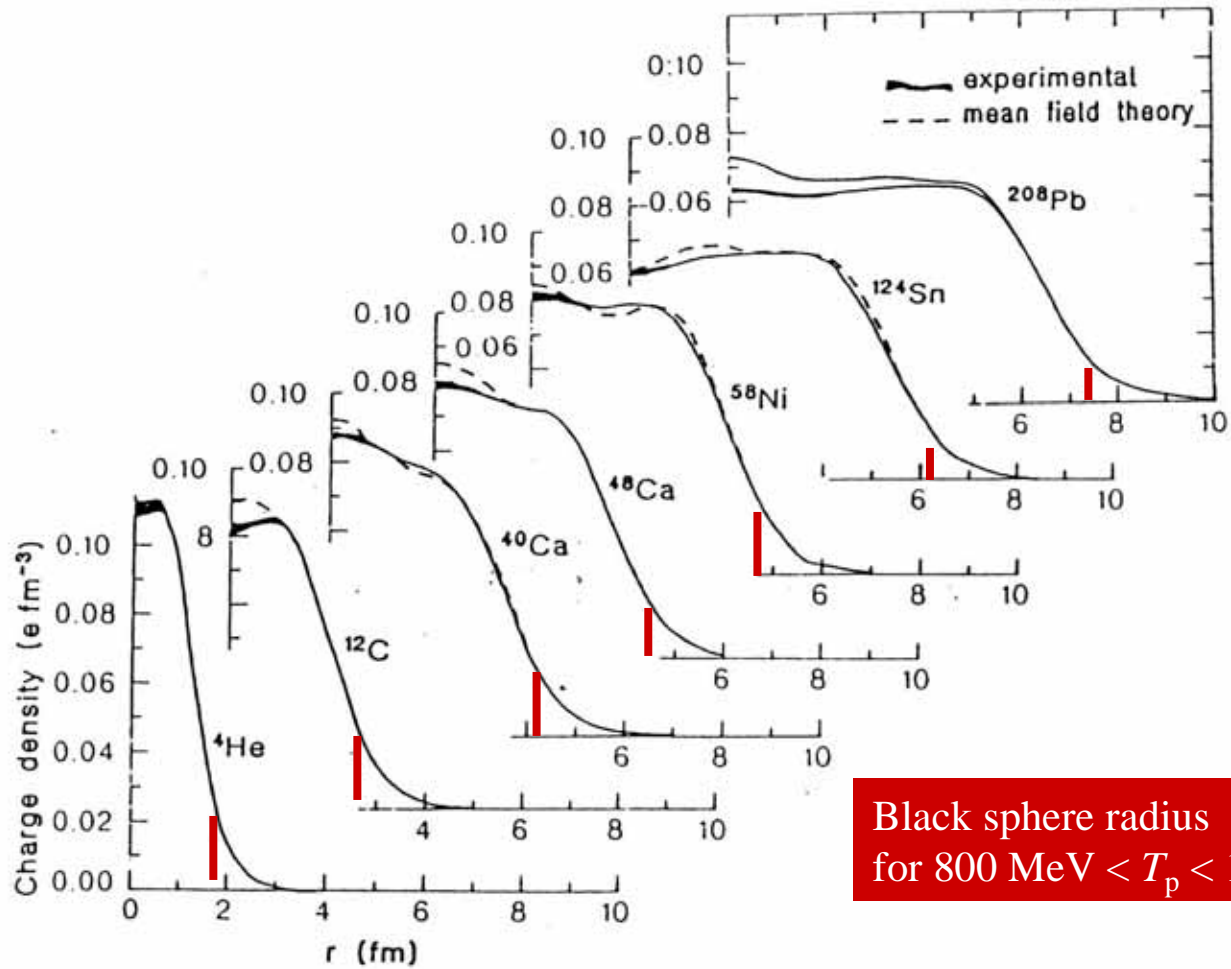 experimental
mean field theory
0:10
0.08
0.06
²⁰⁸Pb
6 8 10
0.10
0.08
0.06
¹²⁴Sn
6 8 10
0.10
0.08
0.06
⁵⁸Ni
6 8 10
0.10
0.08
⁴⁸Ca
6 8 10
0.10
0.08
⁴⁰Ca
6 8 10
0.10
8
¹²C
4 6 8 10
Charge density (e fm⁻³)
0.10
0.08
0.06
0.04
0.02
0.00
⁴He
0 2 4 6 8 10
r (fm)
Black sphere radius
for 800 MeV < Tₚ <